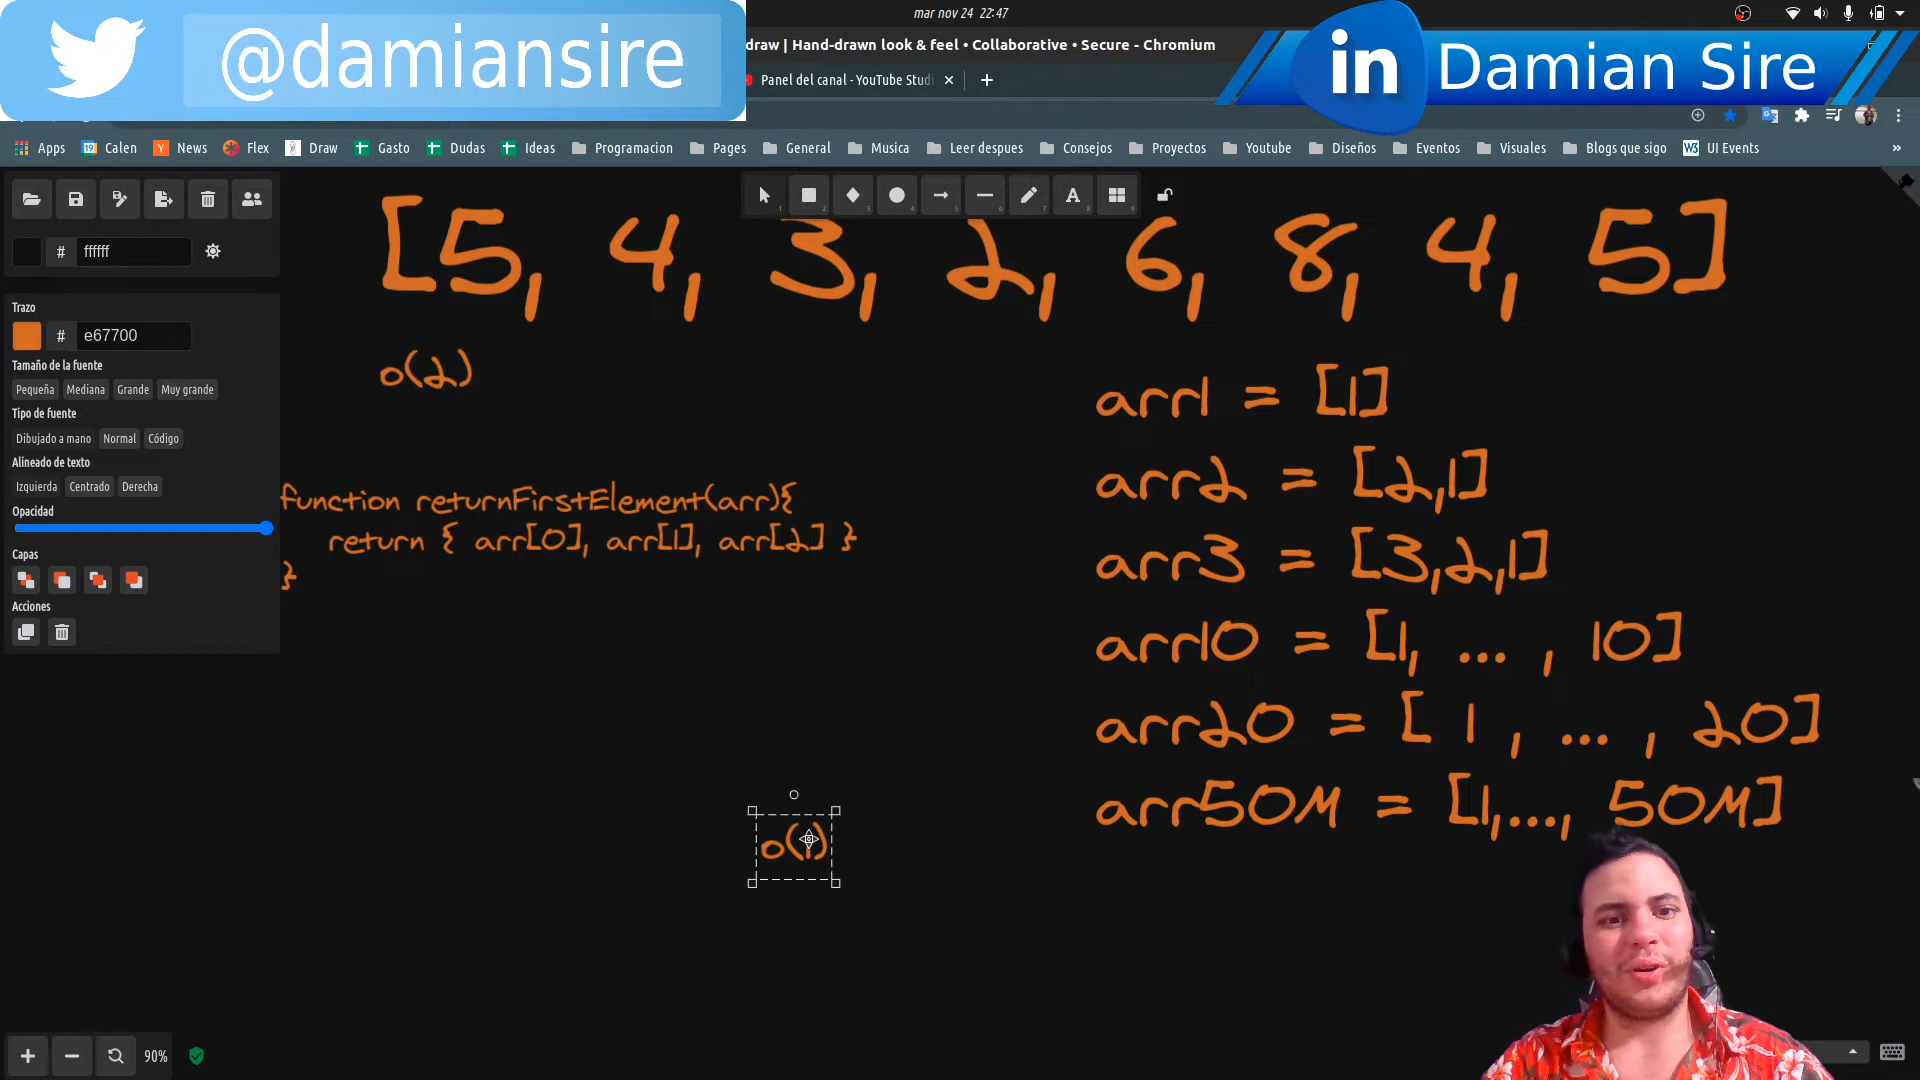 mar nov 24 22:47
@damiansire
draw | Hand-drawn look & feel • Collaborative • Secure - Chromium
in Damian Sire
Panel del canal - YouTube Studi
Apps 19 Calen Y News Flex Draw Gasto Dudas Ideas Programacion Pages General Musica Leer despues Consejos Proyectos Youtube Diseños Eventos Visuales Blogs que sigo W3 UI Events »
# ffffff
[5, 4, 3, 2, 6, 8, 4, 5]
Trazo
# e67700
Tamaño de la fuente
Pequeña Mediana Grande Muy grande
Tipo de fuente
Dibujado a mano Normal Código
Alineado de texto
Izquierda Centrado Derecha
Opacidad
Capas
Acciones
o(2)
function returnFirstElement(arr){
return { arr[0], arr[1], arr[2] }
}
arr1 = [1]
arr2 = [2,1]
arr3 = [3,2,1]
arr10 = [1, ... , 10]
arr20 = [ 1 , ... , 20]
arr50M = [1,..., 50M]
o(1)
90%